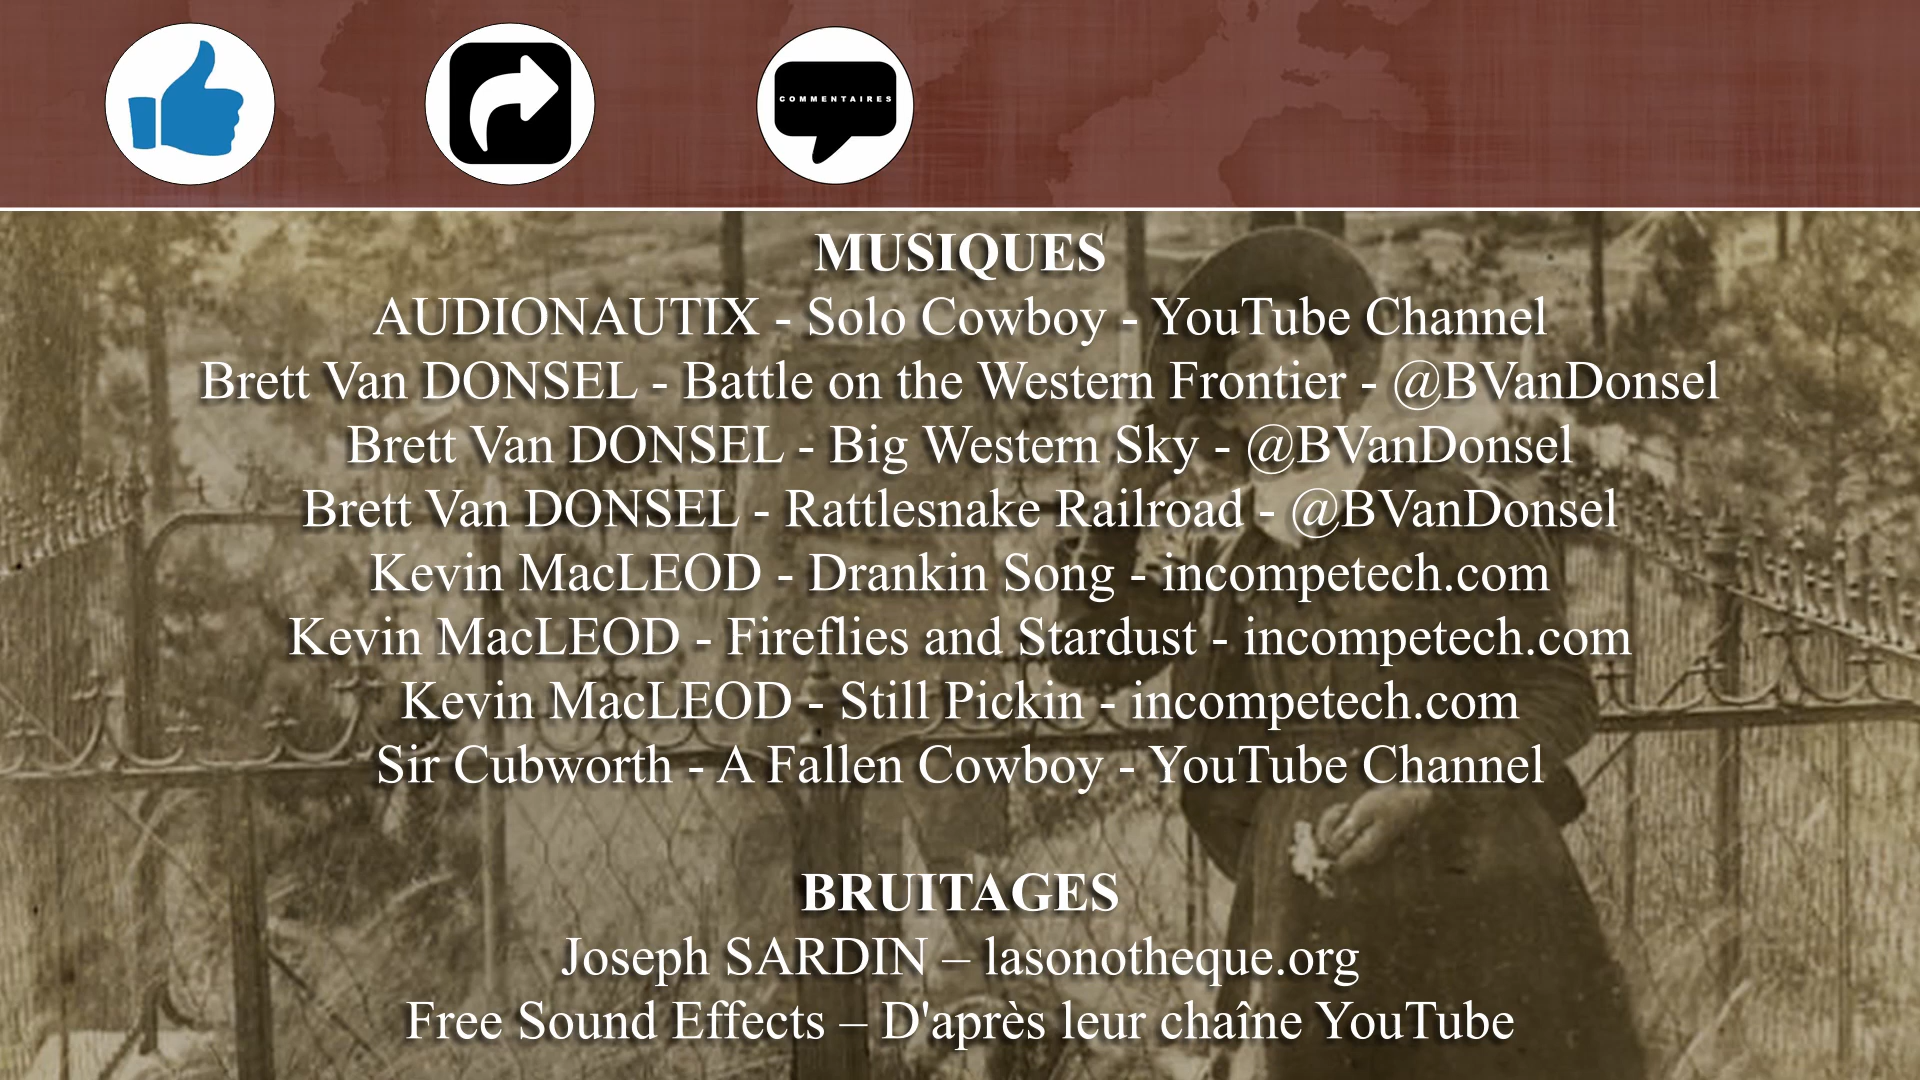 COMMENTAIRES
MUSIQUES
AUDIONAUTIX - Solo Cowboy - YouTube Channel
Brett Van DONSEL - Battle on the Western Frontier - @BVanDonsel
Brett Van DONSEL - Big Western Sky - @BVanDonsel
Brett Van DONSEL - Rattlesnake Railroad - @BVanDonsel
Kevin MacLEOD - Drankin Song - incompetech.com
Kevin MacLEOD - Fireflies and Stardust - incompetech.com
Kevin MacLEOD - Still Pickin - incompetech.com
Sir Cubworth - A Fallen Cowboy - YouTube Channel
BRUITAGES
Joseph SARDIN – lasonotheque.org
Free Sound Effects – D'après leur chaîne YouTube